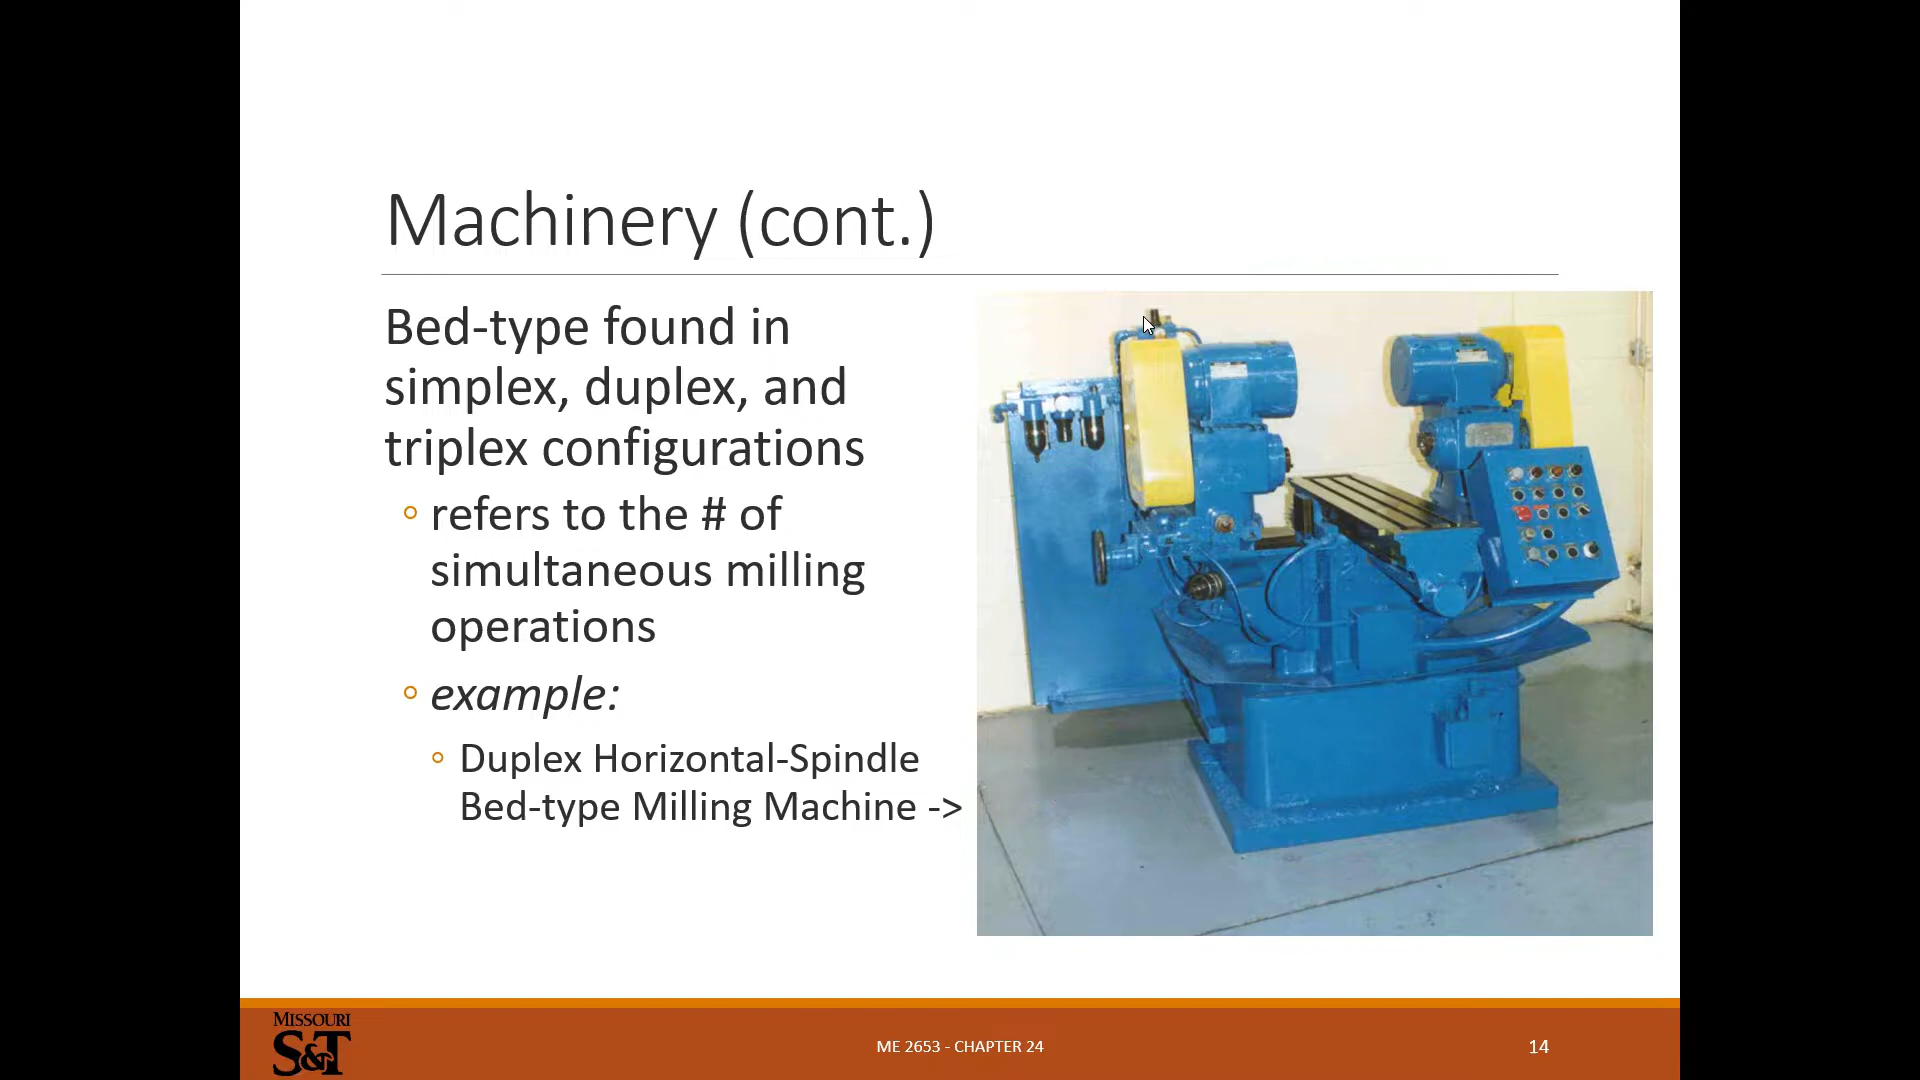 Machinery (cont.)
Bed-type found in
simplex, duplex, and
triplex configurations
refers to the # of
simultaneous milling
operations
example:
Duplex Horizontal-Spindle
Bed-type Milling Machine ->
MISSOURI
S&T
ME 2653 - CHAPTER 24
14